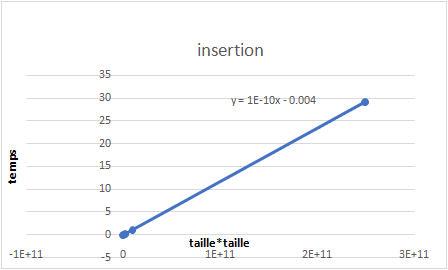 insertion
35
30
25
20
15
10
5
0
-5
y = 1E-10x - 0.004
temps
taille*taille
-1E+11 0 1E+11 2E+11 3E+11